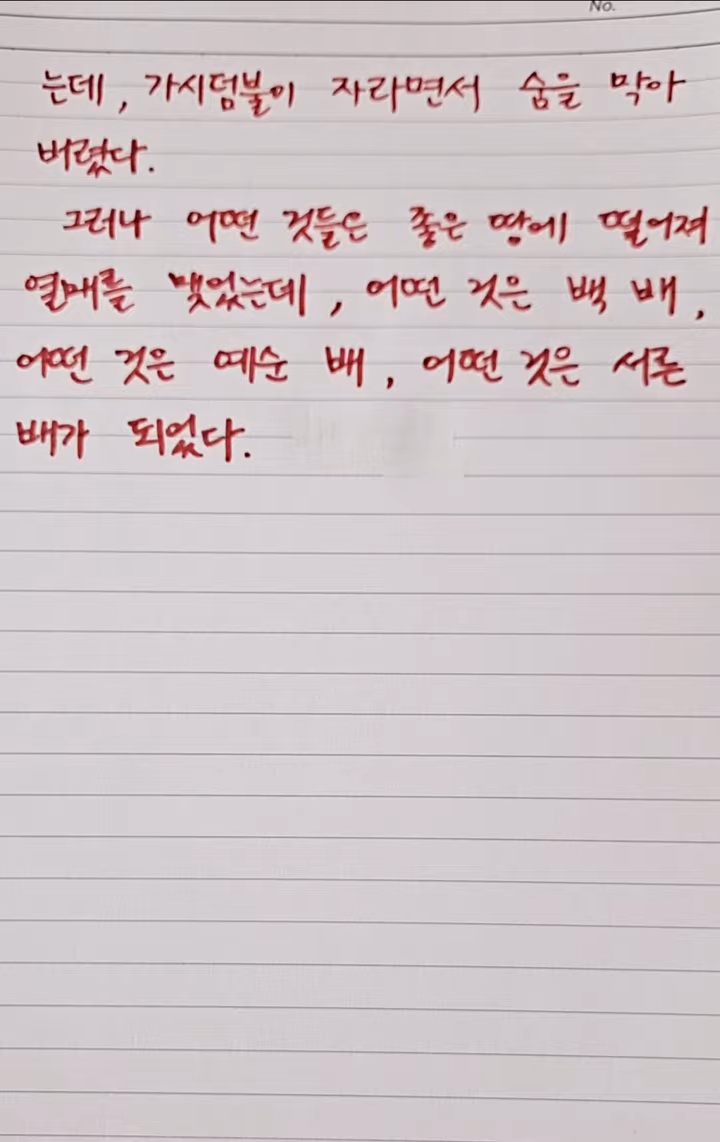 No.
는데, 가시덤불이 자라면서 숨을 막아
버렸다.
그러나 어떤 것들은 좋은 땅에 떨어져
열매를 맺었는데, 어떤 것은 백 배,
어떤 것은 예순 배, 어떤 것은 서른
배가 되었다.